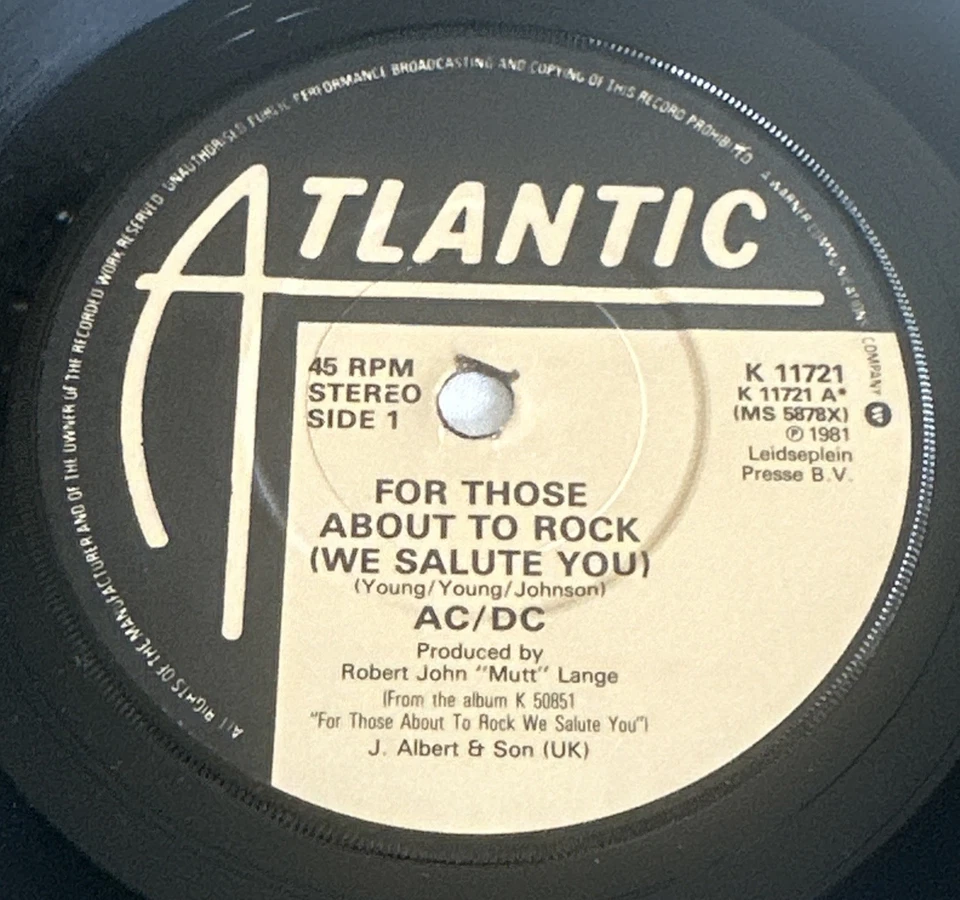 ALL RIGHTS OF THE MANUFACTURER AND OF THE OWNER OF THE RECORDED WORK RESERVED UNAUTHORISED PUBLIC PERFORMANCE BROADCASTING AND COPYING OF THIS RECORD PROHIBITED A WARNER COMMUNICATIONS COMPANY
ATLANTIC
45 RPM
STEREO
SIDE 1
K 11721
K 11721 A*
(MS 5878X)
℗ 1981
Leidseplein
Presse B.V.
FOR THOSE
ABOUT TO ROCK
(WE SALUTE YOU)
(Young/Young/Johnson)
AC/DC
Produced by
Robert John "Mutt" Lange
(From the album K 50851
"For Those About To Rock We Salute You")
J. Albert & Son (UK)